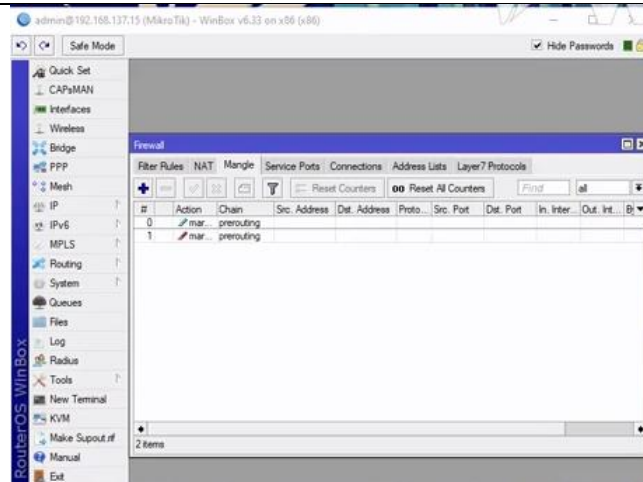 admin@192.168.137.15 (MikroTik) - WinBox v6.33 on x86 (x86)
Safe Mode
Hide Passwords
Quick Set
CAPsMAN
Interfaces
Wireless
Bridge
PPP
Mesh
IP
IPv6
MPLS
Routing
System
Queues
Files
Log
Radius
Tools
New Terminal
KVM
Make Supout.rif
Manual
Exit
RouterOS WinBox
Firewall
Filter Rules NAT Mangle Service Ports Connections Address Lists Layer7 Protocols
Reset Counters 00 Reset All Counters Find all
# Action Chain Src. Address Dst. Address Proto... Src. Port Dst. Port In. Inter... Out. Int... B
0 mar... prerouting
1 mar... prerouting
2 items